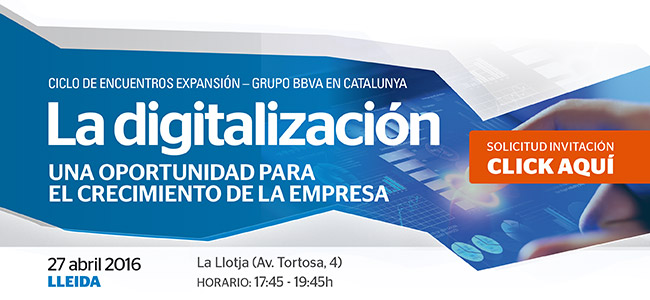 CICLO DE ENCUENTROS EXPANSIÓN – GRUPO BBVA EN CATALUNYA
La digitalización
UNA OPORTUNIDAD PARA
EL CRECIMIENTO DE LA EMPRESA
SOLICITUD INVITACIÓN
CLICK AQUÍ
27 abril 2016
LLEIDA
La Llotja (Av. Tortosa, 4)
HORARIO: 17:45 - 19:45h